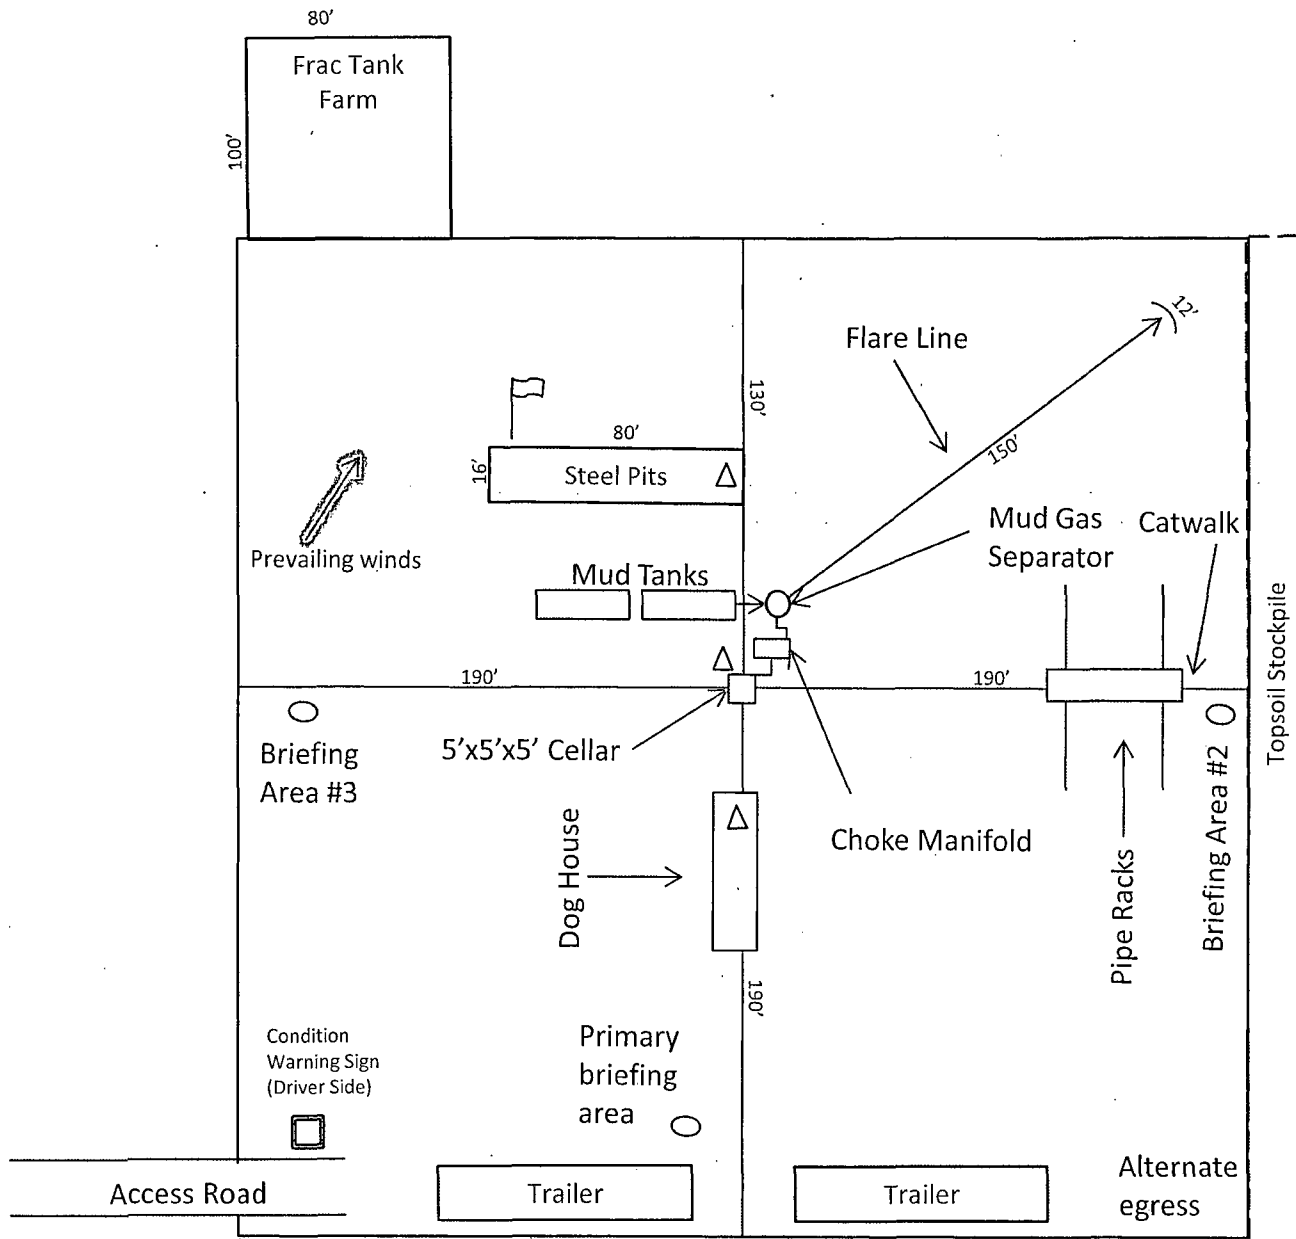 80’
Frac Tank
Farm
100’
12’
Flare Line
130’
150’
80’
16’
Steel Pits
Mud Gas
Separator
Catwalk
Prevailing winds
Mud Tanks
Topsoil Stockpile
190’
190’
5’x5’x5’ Cellar
Briefing
Area #3
Choke Manifold
Dog House
Pipe Racks
Briefing Area #2
190’
Condition
Warning Sign
(Driver Side)
Primary
briefing
area
Access Road
Trailer
Trailer
Alternate
egress